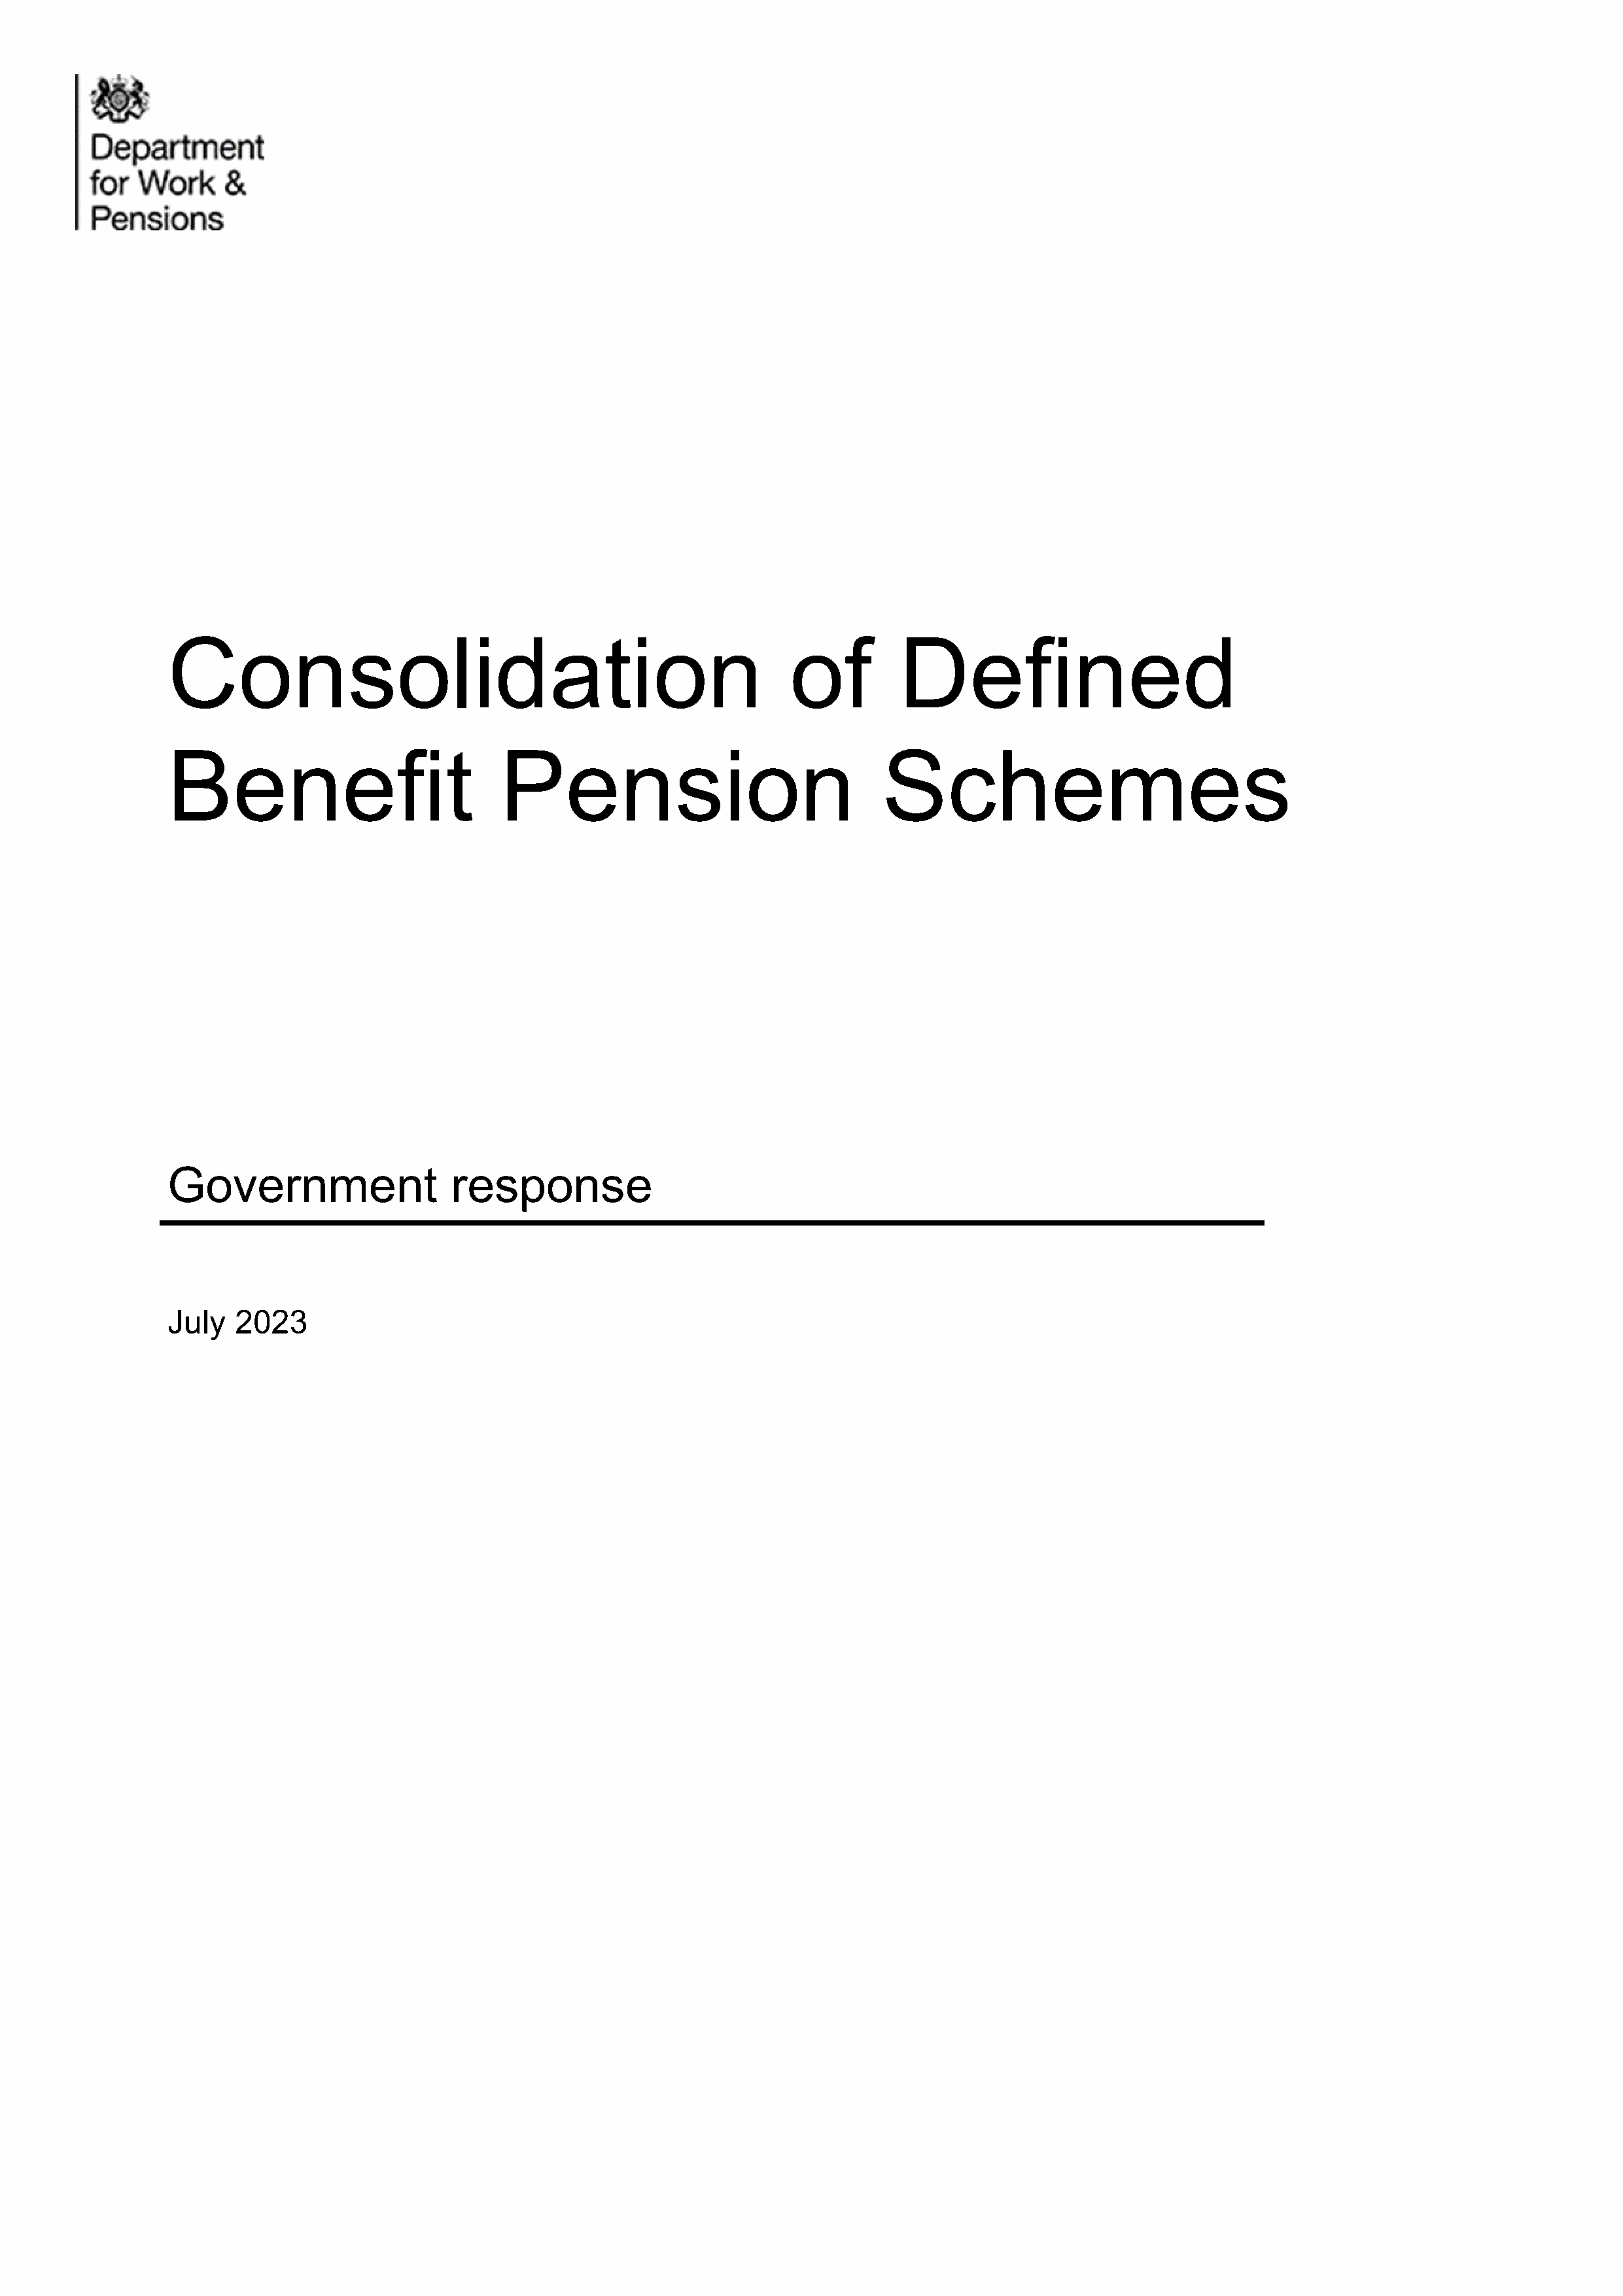 Department
for Work &
Pensions
Consolidation of Defined
Benefit Pension Schemes
Government response
July 2023